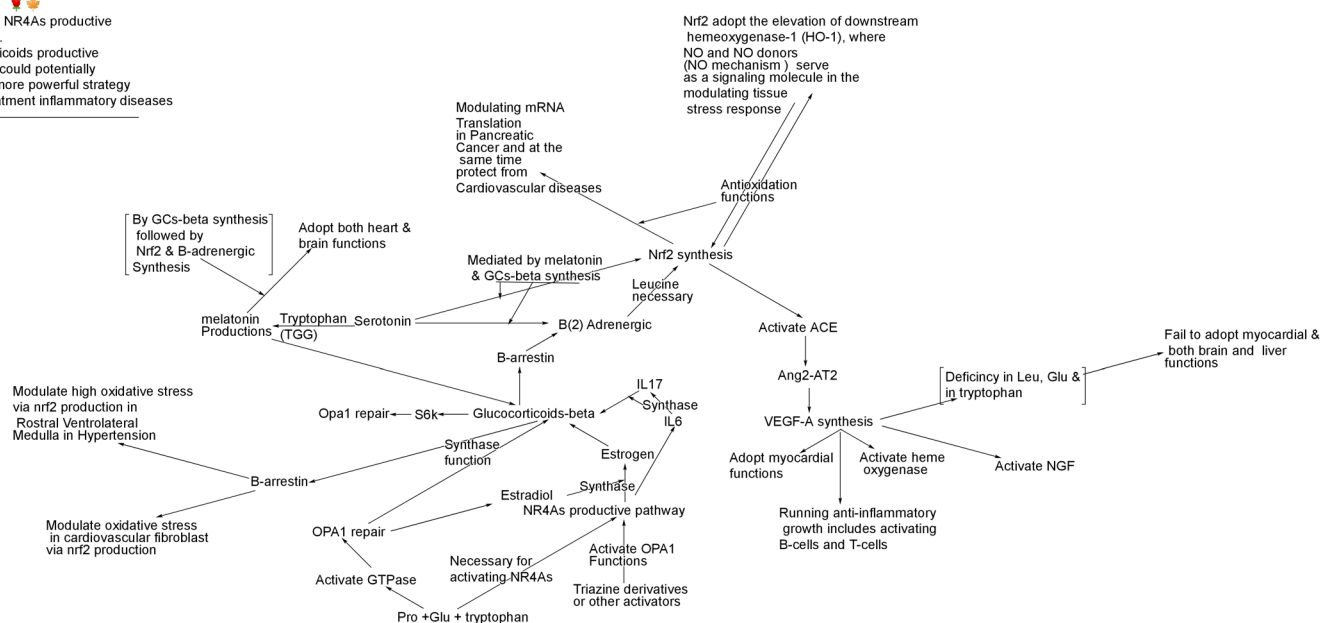 NR4As productive
icoids productive
could potentially
more powerful strategy
tment inflammatory diseases
Nrf2 adopt the elevation of downstream
hemeoxygenase-1 (HO-1), where
NO and NO donors
(NO mechanism ) serve
as a signaling molecule in the
modulating tissue
stress response
Modulating mRNA
Translation
in Pancreatic
Cancer and at the
same time
protect from
Cardiovascular diseases
Antioxidation
functions
By GCs-beta synthesis
followed by
Nrf2 & B-adrenergic
Synthesis
Adopt both heart &
brain functions
Nrf2 synthesis
Mediated by melatonin
& GCs-beta synthesis
Leucine
necessary
melatonin
Productions
Tryptophan
(TGG)
Serotonin
B(2) Adrenergic
Activate ACE
B-arrestin
Fail to adopt myocardial &
both brain and liver
functions
Ang2-AT2
Deficincy in Leu, Glu &
in tryptophan
Modulate high oxidative stress
via nrf2 production in
Rostral Ventrolateral
Medulla in Hypertension
Opa1 repair
S6k
Glucocorticoids-beta
IL17
Synthase
IL6
VEGF-A synthesis
Synthase
function
Estrogen
Adopt myocardial
functions
Activate heme
oxygenase
Activate NGF
B-arrestin
Estradiol
Synthase
NR4As productive pathway
Running anti-inflammatory
growth includes activating
B-cells and T-cells
Modulate oxidative stress
in cardiovascular fibroblast
via nrf2 production
OPA1 repair
Necessary for
activating NR4As
Activate OPA1
Functions
Activate GTPase
Triazine derivatives
or other activators
Pro +Glu + tryptophan